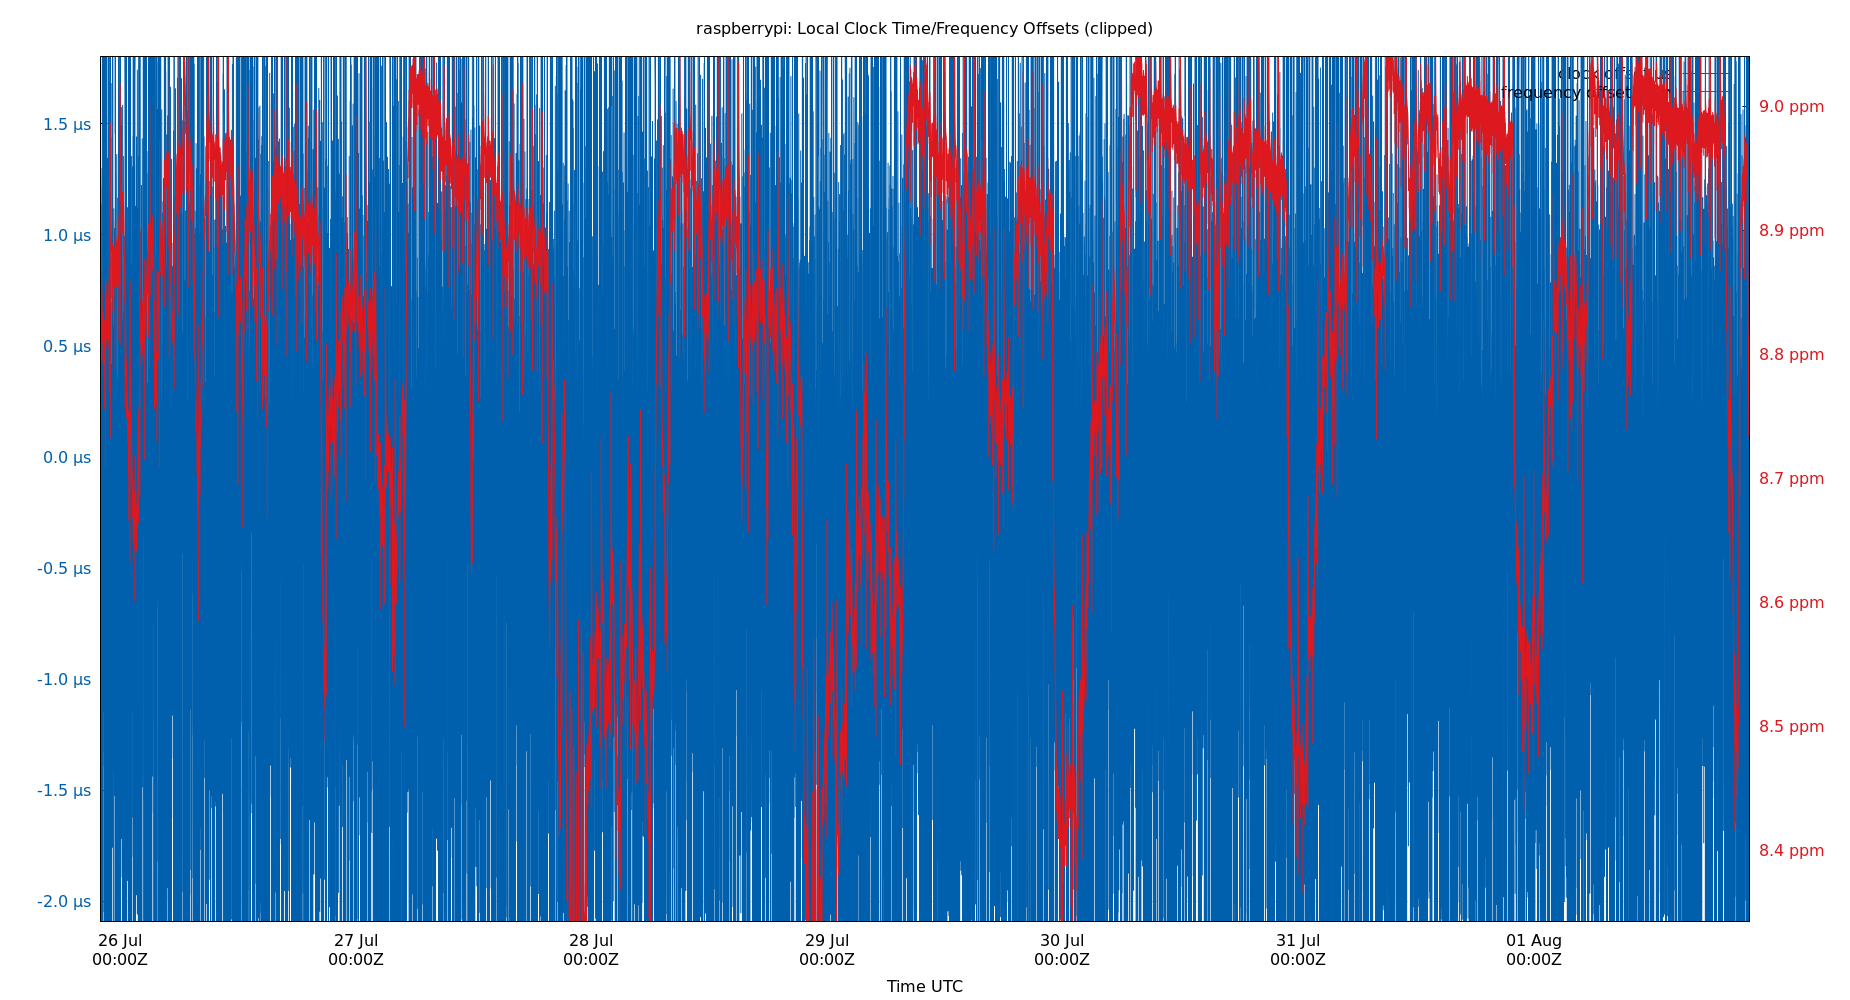 raspberrypi: Local Clock Time/Frequency Offsets (clipped)
clock
frequency
1.5 µs
1.0 µs
0.5 µs
0.0 µs
-0.5 µs
-1.0 µs
-1.5 µs
-2.0 µs
9.0 ppm
8.9 ppm
8.8 ppm
8.7 ppm
8.6 ppm
8.5 ppm
8.4 ppm
26 Jul 27 Jul 28 Jul 29 Jul 30 Jul 31 Jul 01 Aug
00:00Z 00:00Z 00:00Z 00:00Z 00:00Z 00:00Z 00:00Z
Time UTC